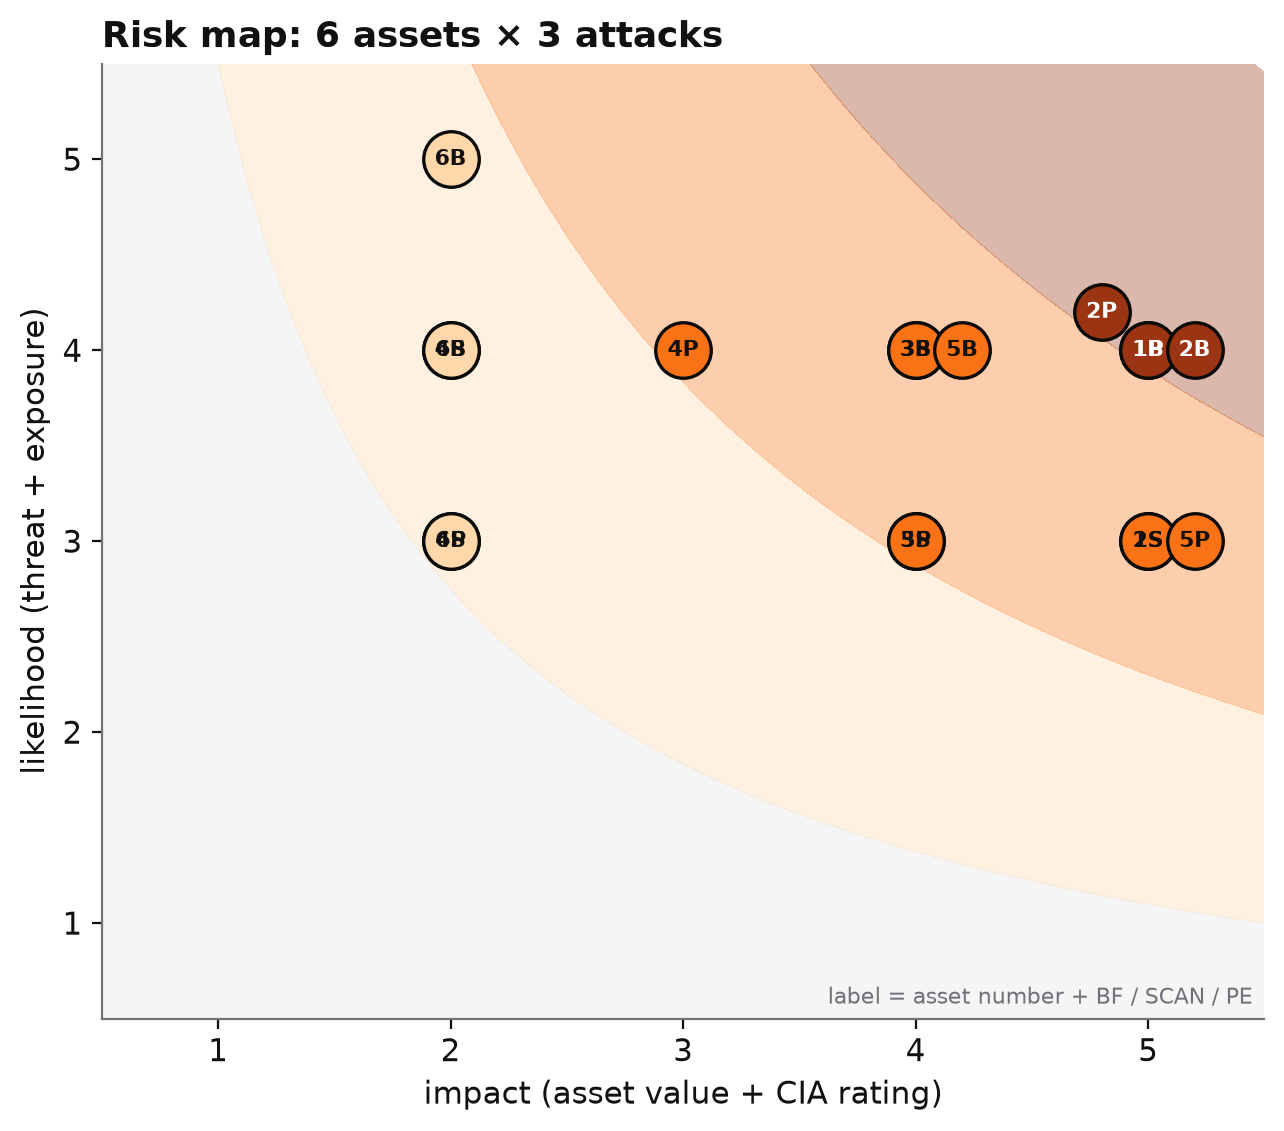 Risk map: 6 assets × 3 attacks
likelihood (threat + exposure)
5
4
3
2
1
6B
2P
4P
5B
1B
2B
5P
label = asset number + BF / SCAN / PE
1
2
3
4
5
impact (asset value + CIA rating)